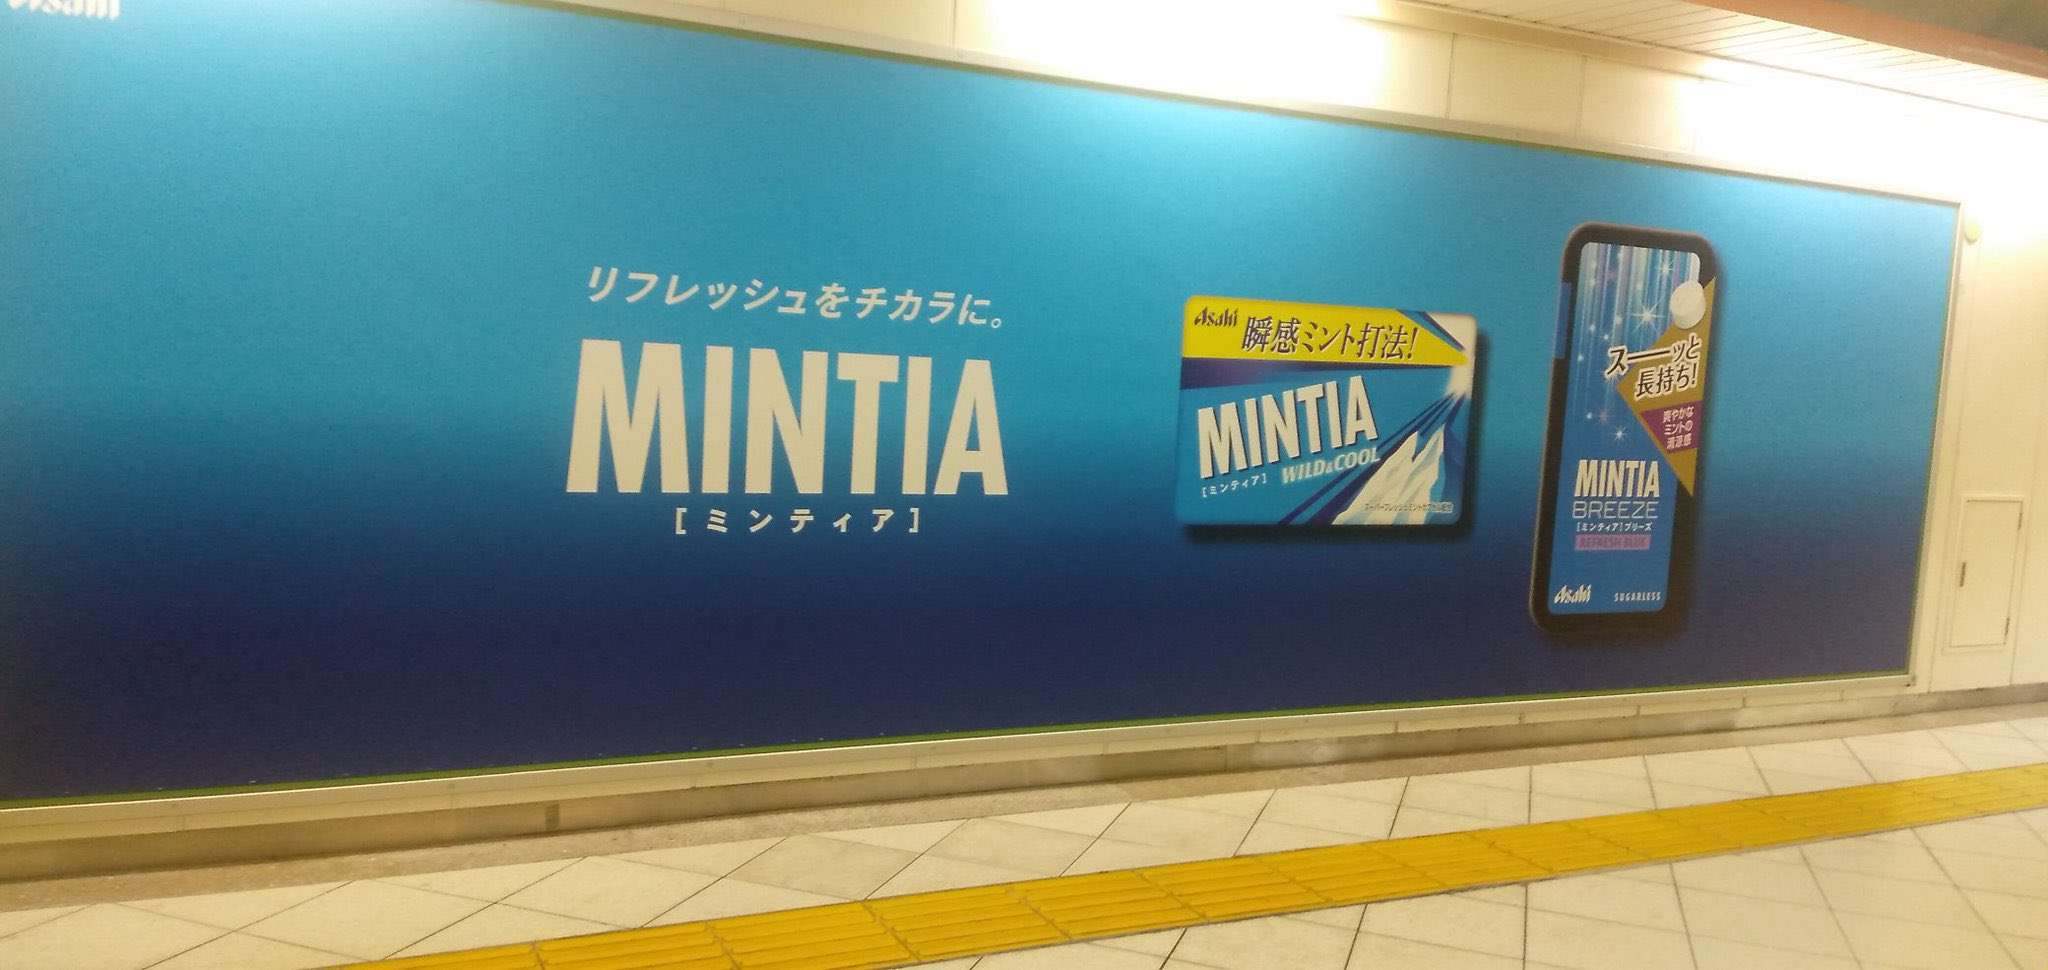 Asahi
リフレッシュをチカラに。
MINTIA
[ミンティア]
Asahi
瞬感ミント打法!
MINTIA
WILD&COOL
[ミンティア]
スーッと
長持ち!
爽やかな
ミントの
清涼感
MINTIA
BREEZE
[ミンティア]ブリーズ
REFRESH BLUE
Asahi
SUGARLESS